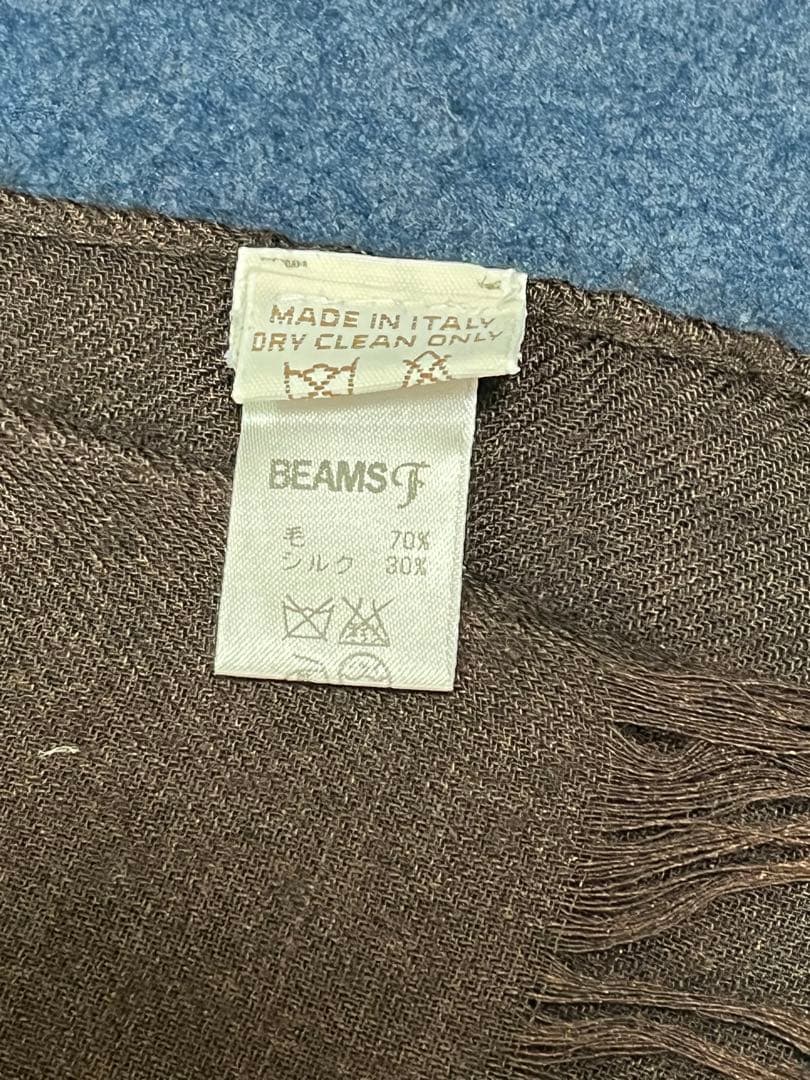 MADE IN ITALY
DRY CLEAN ONLY
BEAMS F
毛 70%
シルク 30%